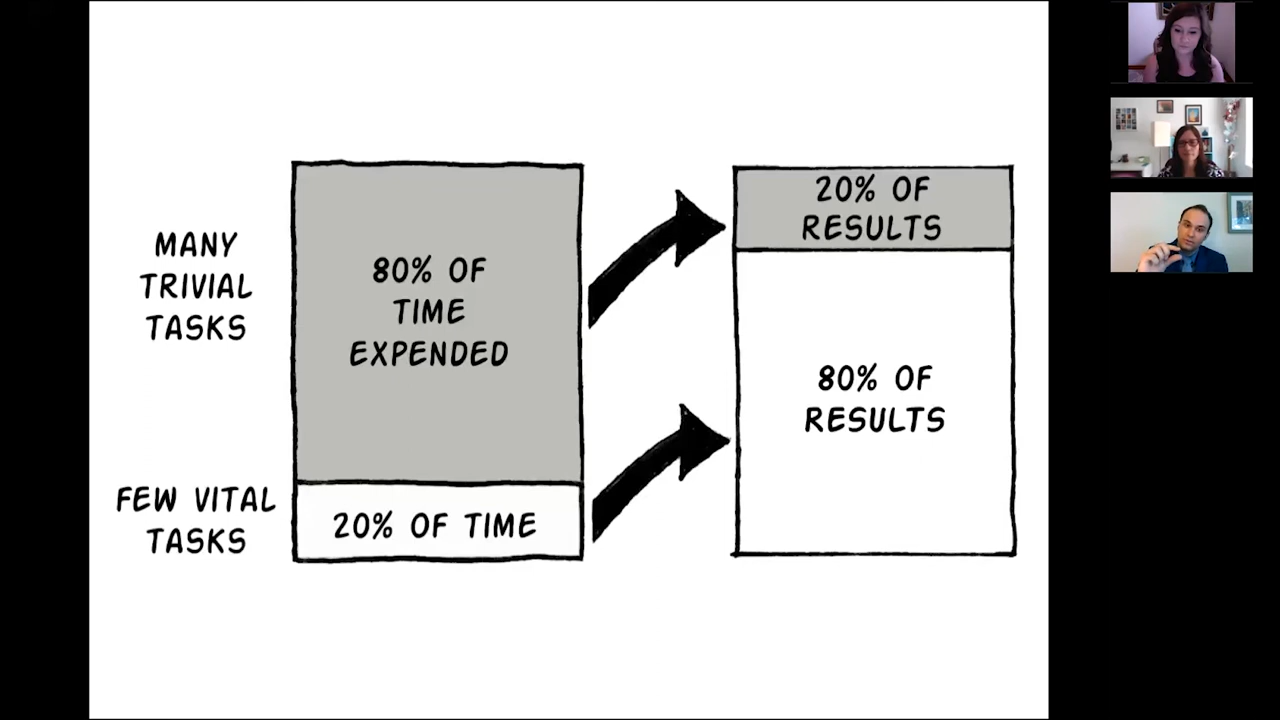 MANY
TRIVIAL
TASKS
80% OF
TIME
EXPENDED
FEW VITAL
TASKS
20% OF TIME
20% OF
RESULTS
80% OF
RESULTS